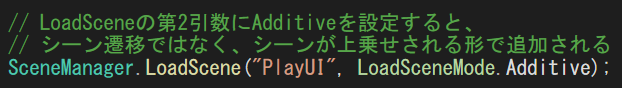 // LoadSceneの第2引数にAdditiveを設定すると、
// シーン遷移ではなく、シーンが上乗せされる形で追加される
SceneManager.LoadScene("PlayUI", LoadSceneMode.Additive);